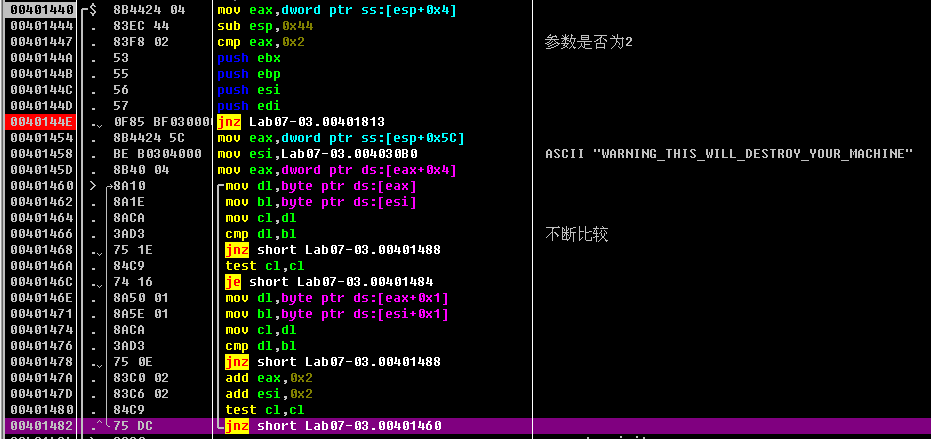 00401440 ┌$ 8B4424 04 mov eax,dword ptr ss:[esp+0x4]
00401444 . 83EC 44 sub esp,0x44
00401447 . 83F8 02 cmp eax,0x2 参数是否为2
0040144A . 53 push ebx
0040144B . 55 push ebp
0040144C . 56 push esi
0040144D . 57 push edi
0040144E .⌄ 0F85 BF030000 jnz Lab07-03.00401813
00401454 . 8B4424 5C mov eax,dword ptr ss:[esp+0x5C]
00401458 . BE B0304000 mov esi,Lab07-03.004030B0 ASCII "WARNING_THIS_WILL_DESTROY_YOUR_MACHINE"
0040145D . 8B40 04 mov eax,dword ptr ds:[eax+0x4]
00401460 > 8A10 mov dl,byte ptr ds:[eax]
00401462 . 8A1E mov bl,byte ptr ds:[esi]
00401464 . 8ACA mov cl,dl
00401466 . 3AD3 cmp dl,bl 不断比较
00401468 .⌄ 75 1E jnz short Lab07-03.00401488
0040146A . 84C9 test cl,cl
0040146C .⌄ 74 16 je short Lab07-03.00401484
0040146E . 8A50 01 mov dl,byte ptr ds:[eax+0x1]
00401471 . 8A5E 01 mov bl,byte ptr ds:[esi+0x1]
00401474 . 8ACA mov cl,dl
00401476 . 3AD3 cmp dl,bl
00401478 .⌄ 75 0E jnz short Lab07-03.00401488
0040147A . 83C0 02 add eax,0x2
0040147D . 83C6 02 add esi,0x2
00401480 . 84C9 test cl,cl
00401482 .^ 75 DC jnz short Lab07-03.00401460